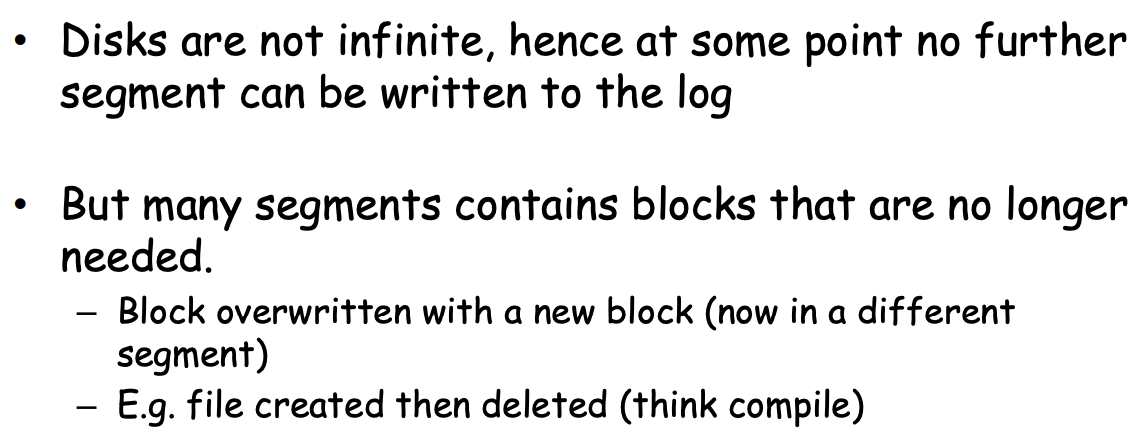 • Disks are not infinite, hence at some point no further
segment can be written to the log
• But many segments contains blocks that are no longer
needed.
– Block overwritten with a new block (now in a different
segment)
– E.g. file created then deleted (think compile)